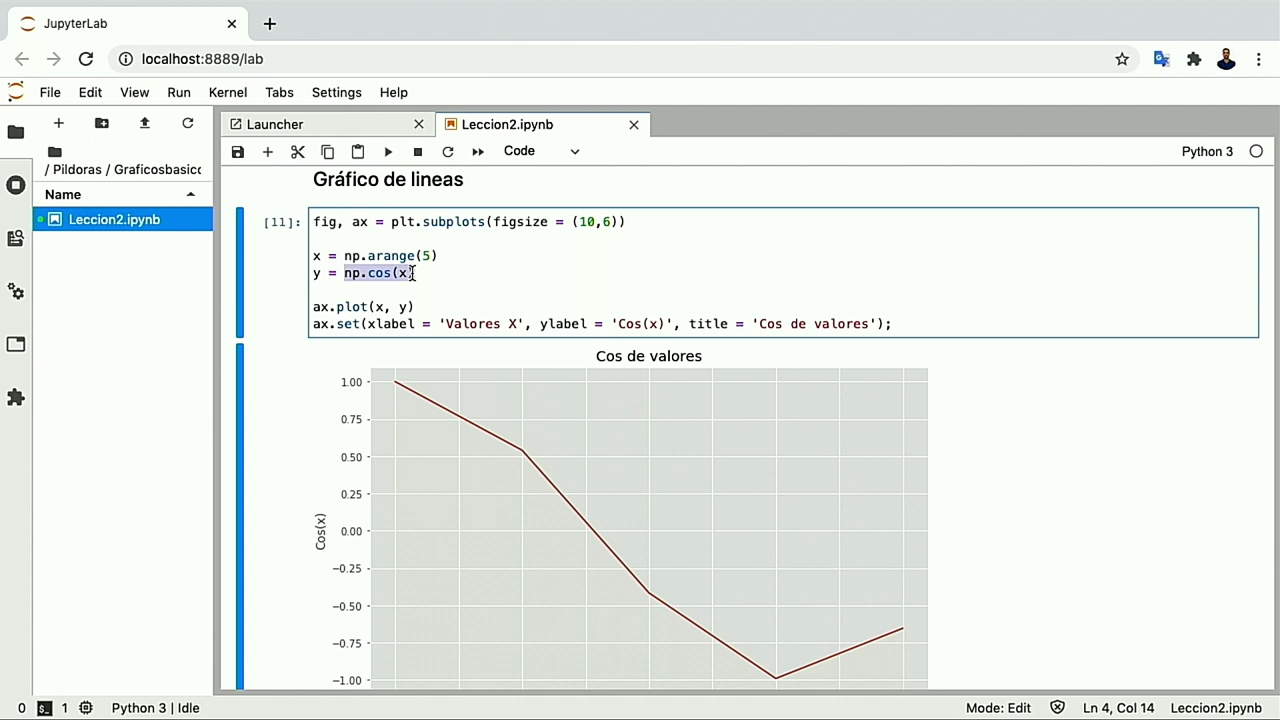 JupyterLab
localhost:8889/lab
File Edit View Run Kernel Tabs Settings Help
Launcher
Leccion2.ipynb
Code
Python 3
/ Pildoras / Graficosbasico
Name
Leccion2.ipynb
Gráfico de lineas
[11]:
fig, ax = plt.subplots(figsize = (10,6))
x = np.arange(5)
y = np.cos(x)
ax.plot(x, y)
ax.set(xlabel = 'Valores X', ylabel = 'Cos(x)', title = 'Cos de valores');
Cos de valores
1.00
0.75
0.50
0.25
0.00
−0.25
−0.50
−0.75
−1.00
Cos(x)
0 $_ 1 Python 3 | Idle
Mode: Edit Ln 4, Col 14 Leccion2.ipynb